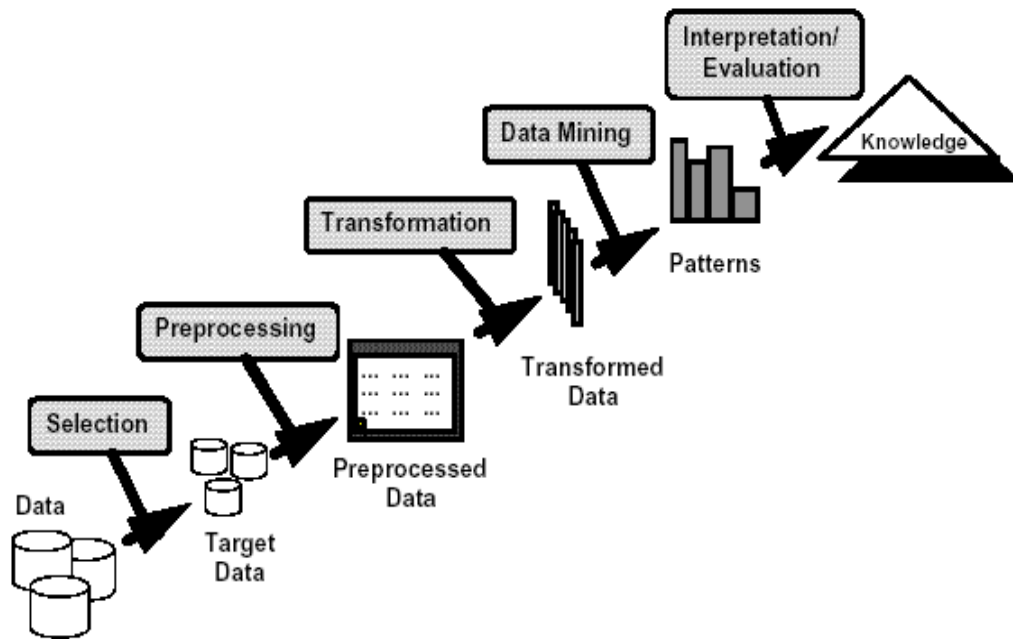 Interpretation/
Evaluation
Knowledge
Data Mining
Patterns
Transformation
Transformed
Data
Preprocessing
... ... ...
... ... ...
... ... ...
Preprocessed
Data
Selection
Target
Data
Data